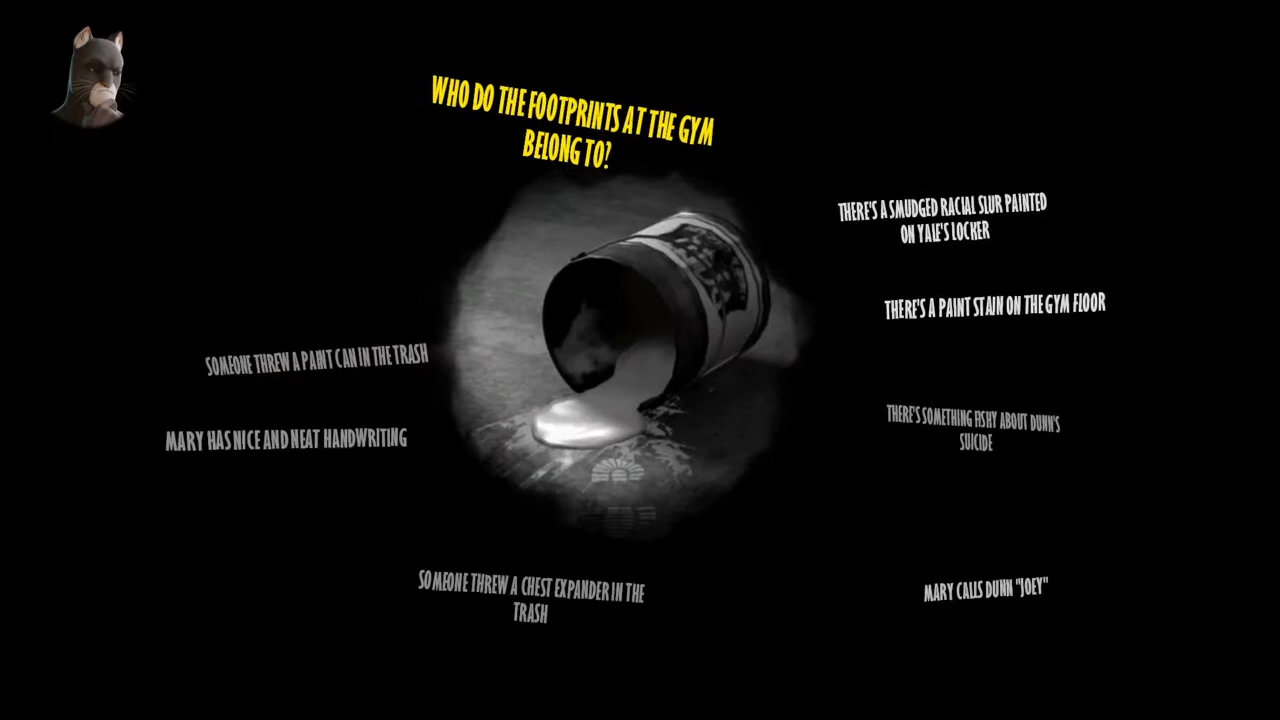 WHO DO THE FOOTPRINTS AT THE GYM
BELONG TO?
THERE'S A SMUDGED RACIAL SLUR PAINTED
ON YALE'S LOCKER
THERE'S A PAINT STAIN ON THE GYM FLOOR
SOMEONE THREW A PAINT CAN IN THE TRASH
THERE'S SOMETHING FISHY ABOUT DUNN'S
SUICIDE
MARY HAS NICE AND NEAT HANDWRITING
SOMEONE THREW A CHEST EXPANDER IN THE
TRASH
MARY CALLS DUNN "JOEY"